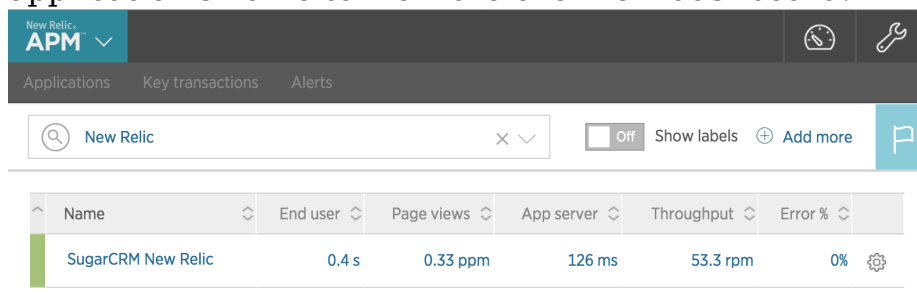 New Relic®
APM™
Applications Key transactions Alerts
New Relic
Off Show labels Add more
Name End user Page views App server Throughput Error %
SugarCRM New Relic 0.4 s 0.33 ppm 126 ms 53.3 rpm 0%